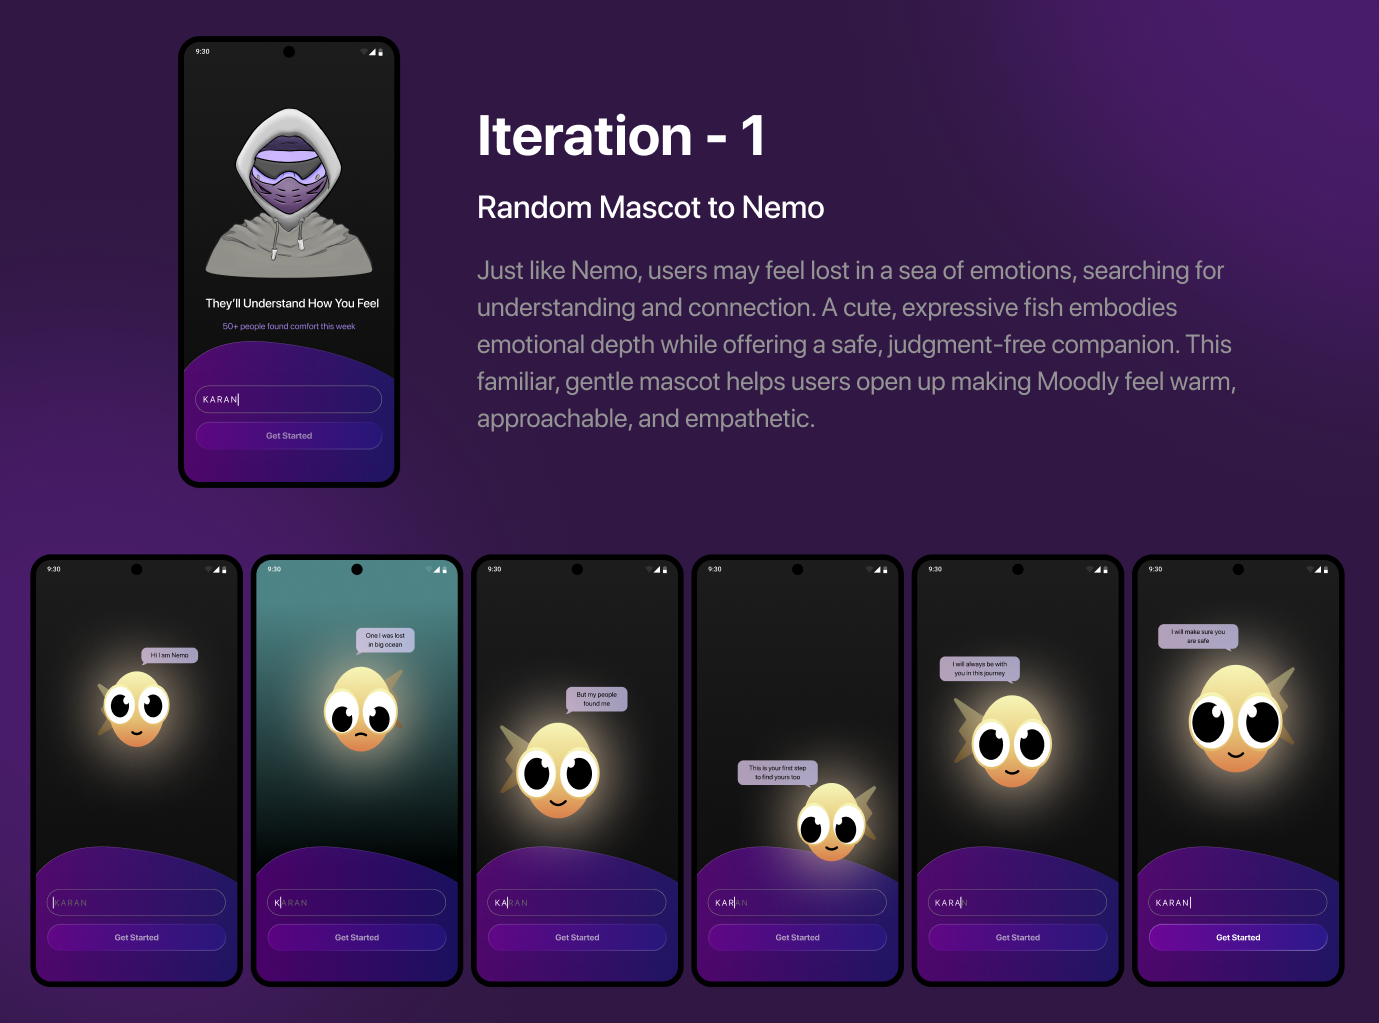 9:30
They'll Understand How You Feel
50+ people found comfort this week
KARAN
Get Started
Iteration - 1
Random Mascot to Nemo
Just like Nemo, users may feel lost in a sea of emotions, searching for
understanding and connection. A cute, expressive fish embodies
emotional depth while offering a safe, judgment-free companion. This
familiar, gentle mascot helps users open up making Moodly feel warm,
approachable, and empathetic.
9:30
Hi I am Nemo
KARAN
Get Started
9:30
One I was lost
in big ocean
KARAN
Get Started
9:30
But my people
found me
KARAN
Get Started
9:30
This is your first step
to find yours too
KARAN
Get Started
9:30
I will always be with
you in this journey
KARAN
Get Started
9:30
I will make sure you
are safe
KARAN
Get Started